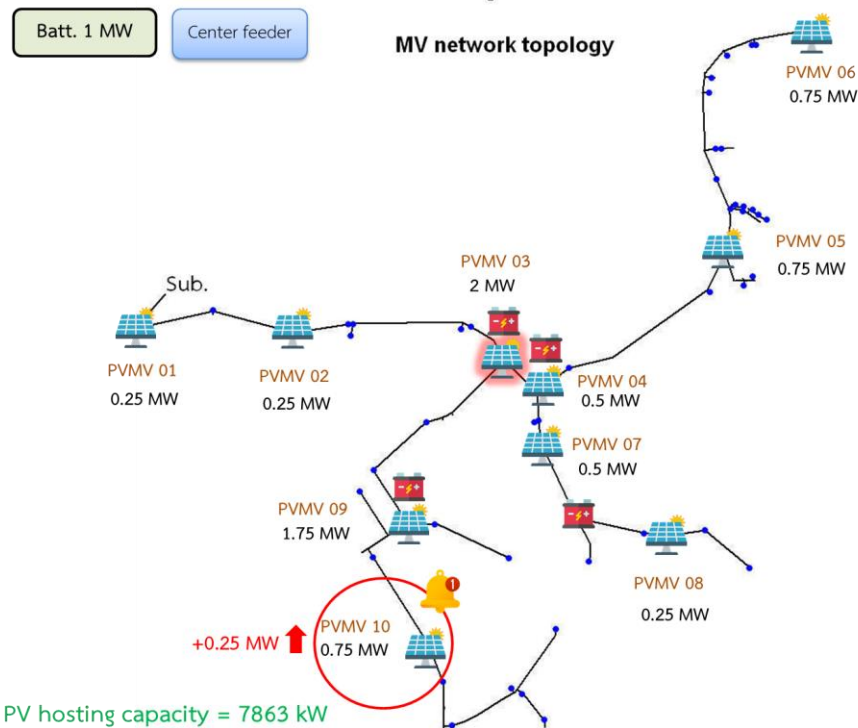 Batt. 1 MW
Center feeder
MV network topology
PVMV 06
0.75 MW
PVMV 05
0.75 MW
PVMV 03
2 MW
Sub.
PVMV 01
0.25 MW
PVMV 02
0.25 MW
PVMV 04
0.5 MW
PVMV 07
0.5 MW
PVMV 09
1.75 MW
PVMV 08
0.25 MW
1
+0.25 MW
PVMV 10
0.75 MW
PV hosting capacity = 7863 kW